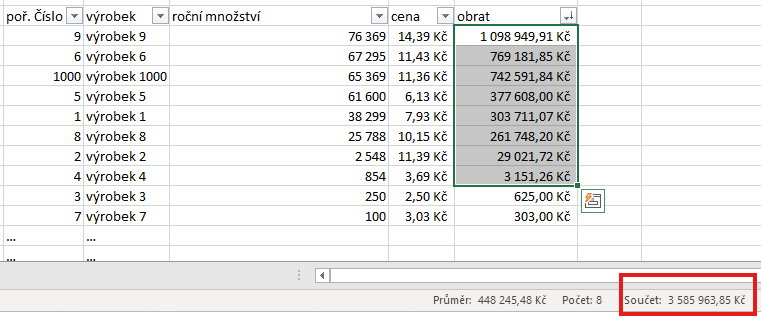 poř. Číslo výrobek roční množství cena obrat
9 výrobek 9 76 369 14,39 Kč 1 098 949,91 Kč
6 výrobek 6 67 295 11,43 Kč 769 181,85 Kč
1000 výrobek 1000 65 369 11,36 Kč 742 591,84 Kč
5 výrobek 5 61 600 6,13 Kč 377 608,00 Kč
1 výrobek 1 38 299 7,93 Kč 303 711,07 Kč
8 výrobek 8 25 788 10,15 Kč 261 748,20 Kč
2 výrobek 2 2 548 11,39 Kč 29 021,72 Kč
4 výrobek 4 854 3,69 Kč 3 151,26 Kč
3 výrobek 3 250 2,50 Kč 625,00 Kč
7 výrobek 7 100 3,03 Kč 303,00 Kč
... ...
... ...
Průměr: 448 245,48 Kč Počet: 8 Součet: 3 585 963,85 Kč